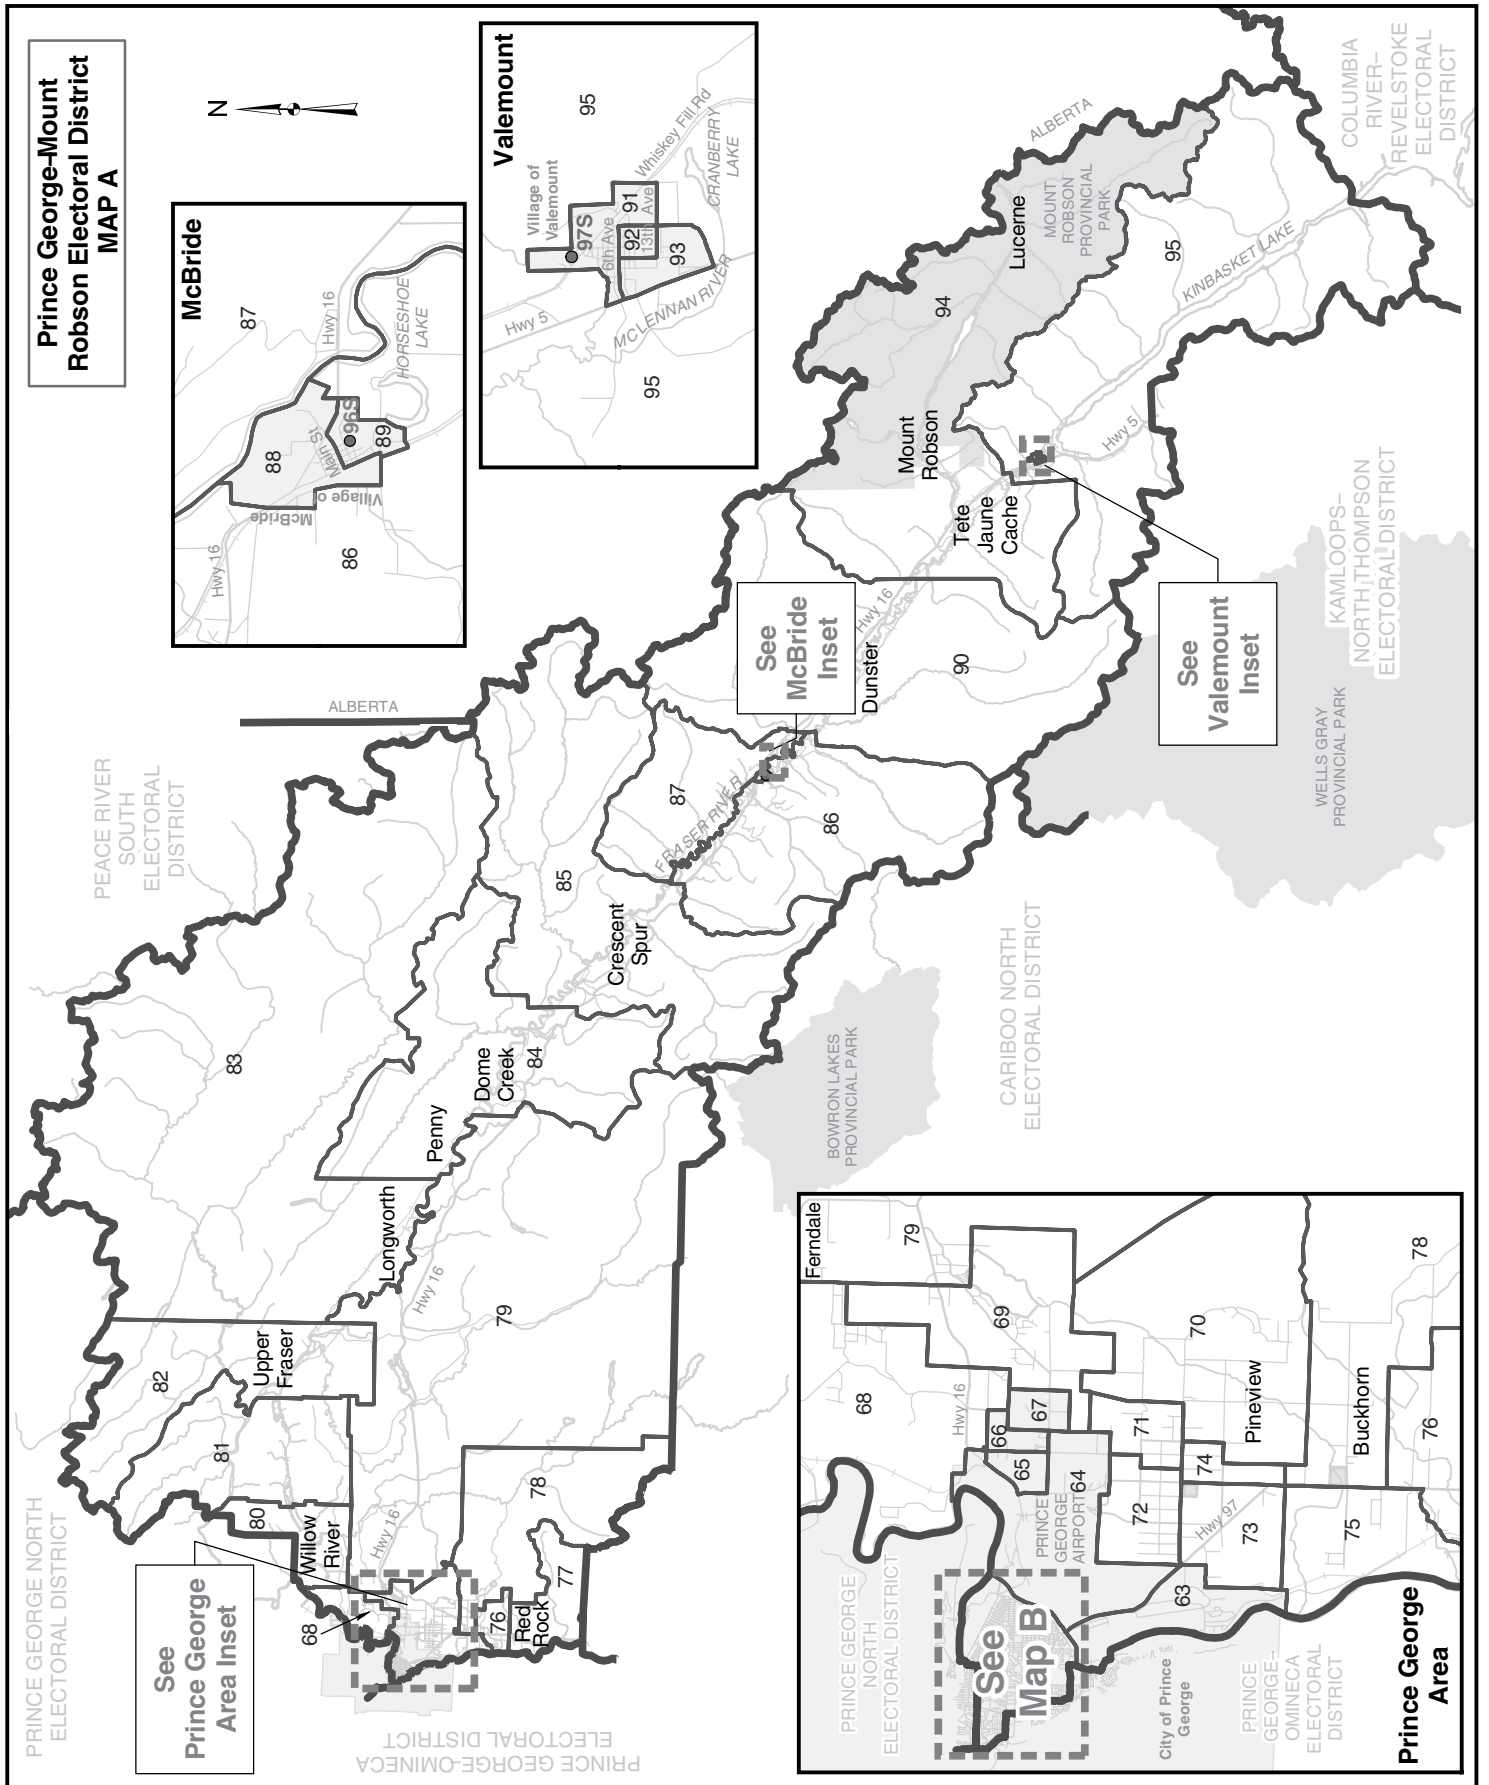 Prince George-Mount
Robson Electoral District
MAP A
N
McBride
87
Hwy 16
HORSESHOE
LAKE
88
Main St
96S
89
Village of
McBride
Hwy 16
86
Valemount
95
Whiskey Fill Rd
CRANBERRY
LAKE
Village of
Valemount
97S
6th Ave
91
92
13th Ave
93
Hwy 5
MCLENNAN RIVER
95
PEACE RIVER
SOUTH
ELECTORAL
DISTRICT
ALBERTA
ALBERTA
COLUMBIA
RIVER–
REVELSTOKE
ELECTORAL
DISTRICT
Lucerne
MOUNT
ROBSON
PROVINCIAL
PARK
94
95
KINBASKET LAKE
Mount
Robson
Hwy 5
Tete
Jaune
Cache
KAMLOOPS–
NORTH THOMPSON
ELECTORAL DISTRICT
See
McBride
Inset
Hwy 16
Dunster
90
See
Valemount
Inset
WELLS GRAY
PROVINCIAL PARK
87
FRASER RIVER
86
85
Crescent
Spur
83
Dome
Creek
84
Penny
Longworth
BOWRON LAKES
PROVINCIAL PARK
CARIBOO NORTH
ELECTORAL DISTRICT
Hwy 16
79
Upper
Fraser
82
81
80
Willow
River
Hwy 16
78
77
76
Red
Rock
68
PRINCE GEORGE NORTH
ELECTORAL DISTRICT
See
Prince George
Area Inset
PRINCE GEORGE-OMINECA
ELECTORAL DISTRICT
Ferndale
79
78
69
68
Hwy 16
70
67
66
65
64
71
Pineview
Buckhorn
76
74
72
Hwy 97
73
75
PRINCE
GEORGE
AIRPORT
63
PRINCE GEORGE
NORTH
ELECTORAL DISTRICT
See
Map B
City of Prince
George
PRINCE
GEORGE–
OMINECA
ELECTORAL
DISTRICT
Prince George
Area